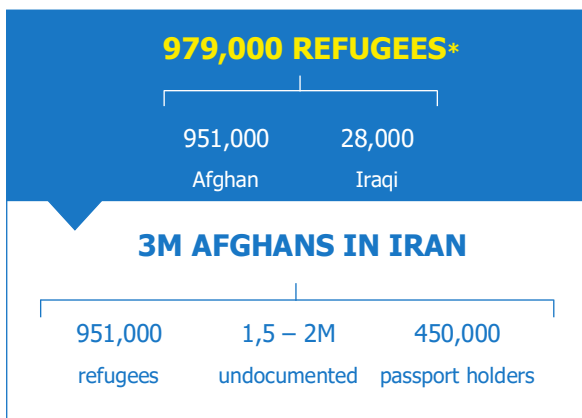 979,000 REFUGEES*
951,000 28,000
Afghan Iraqi
3M AFGHANS IN IRAN
951,000 1,5 – 2M 450,000
refugees undocumented passport holders